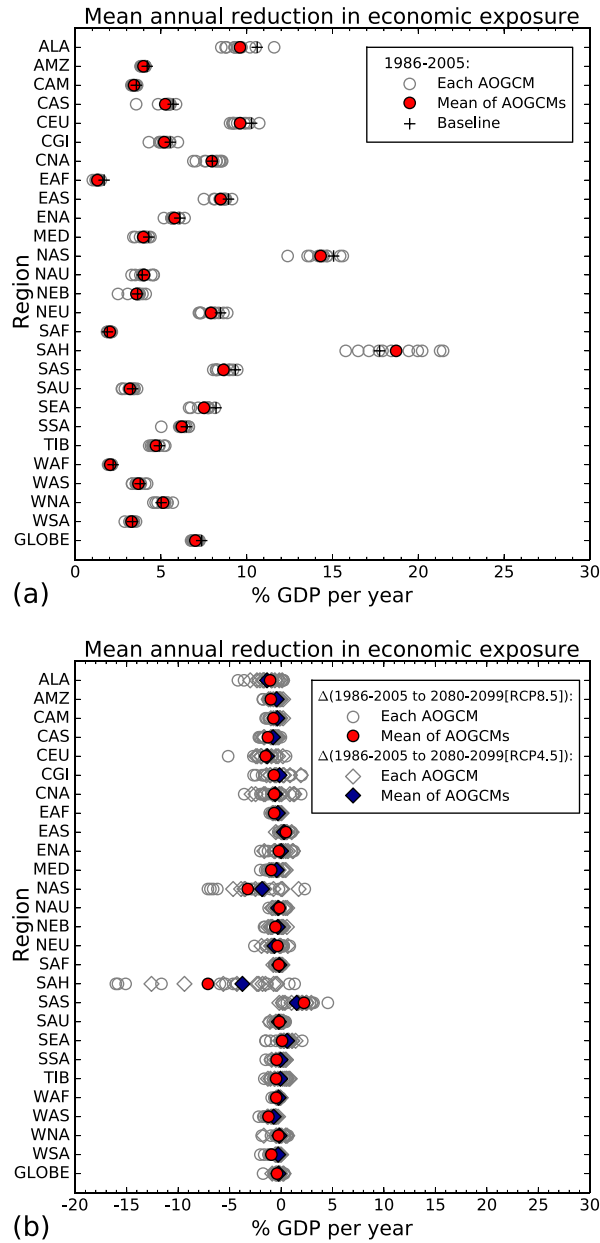 Mean annual reduction in economic exposure
ALA
AMZ
CAM
CAS
CEU
CGI
CNA
EAF
EAS
ENA
MED
NAS
NAU
NEB
NEU
SAF
SAH
SAS
SAU
SEA
SSA
TIB
WAF
WAS
WNA
WSA
GLOBE
Region
1986-2005:
Each AOGCM
Mean of AOGCMs
Baseline
0 5 10 15 20 25 30
(a) % GDP per year
Mean annual reduction in economic exposure
ALA
AMZ
CAM
CAS
CEU
CGI
CNA
EAF
EAS
ENA
MED
NAS
NAU
NEB
NEU
SAF
SAH
SAS
SAU
SEA
SSA
TIB
WAF
WAS
WNA
WSA
GLOBE
Region
Δ(1986-2005 to 2080-2099[RCP8.5]):
Each AOGCM
Mean of AOGCMs
Δ(1986-2005 to 2080-2099[RCP4.5]):
Each AOGCM
Mean of AOGCMs
-20 -15 -10 -5 0 5 10 15 20 25 30
(b) % GDP per year